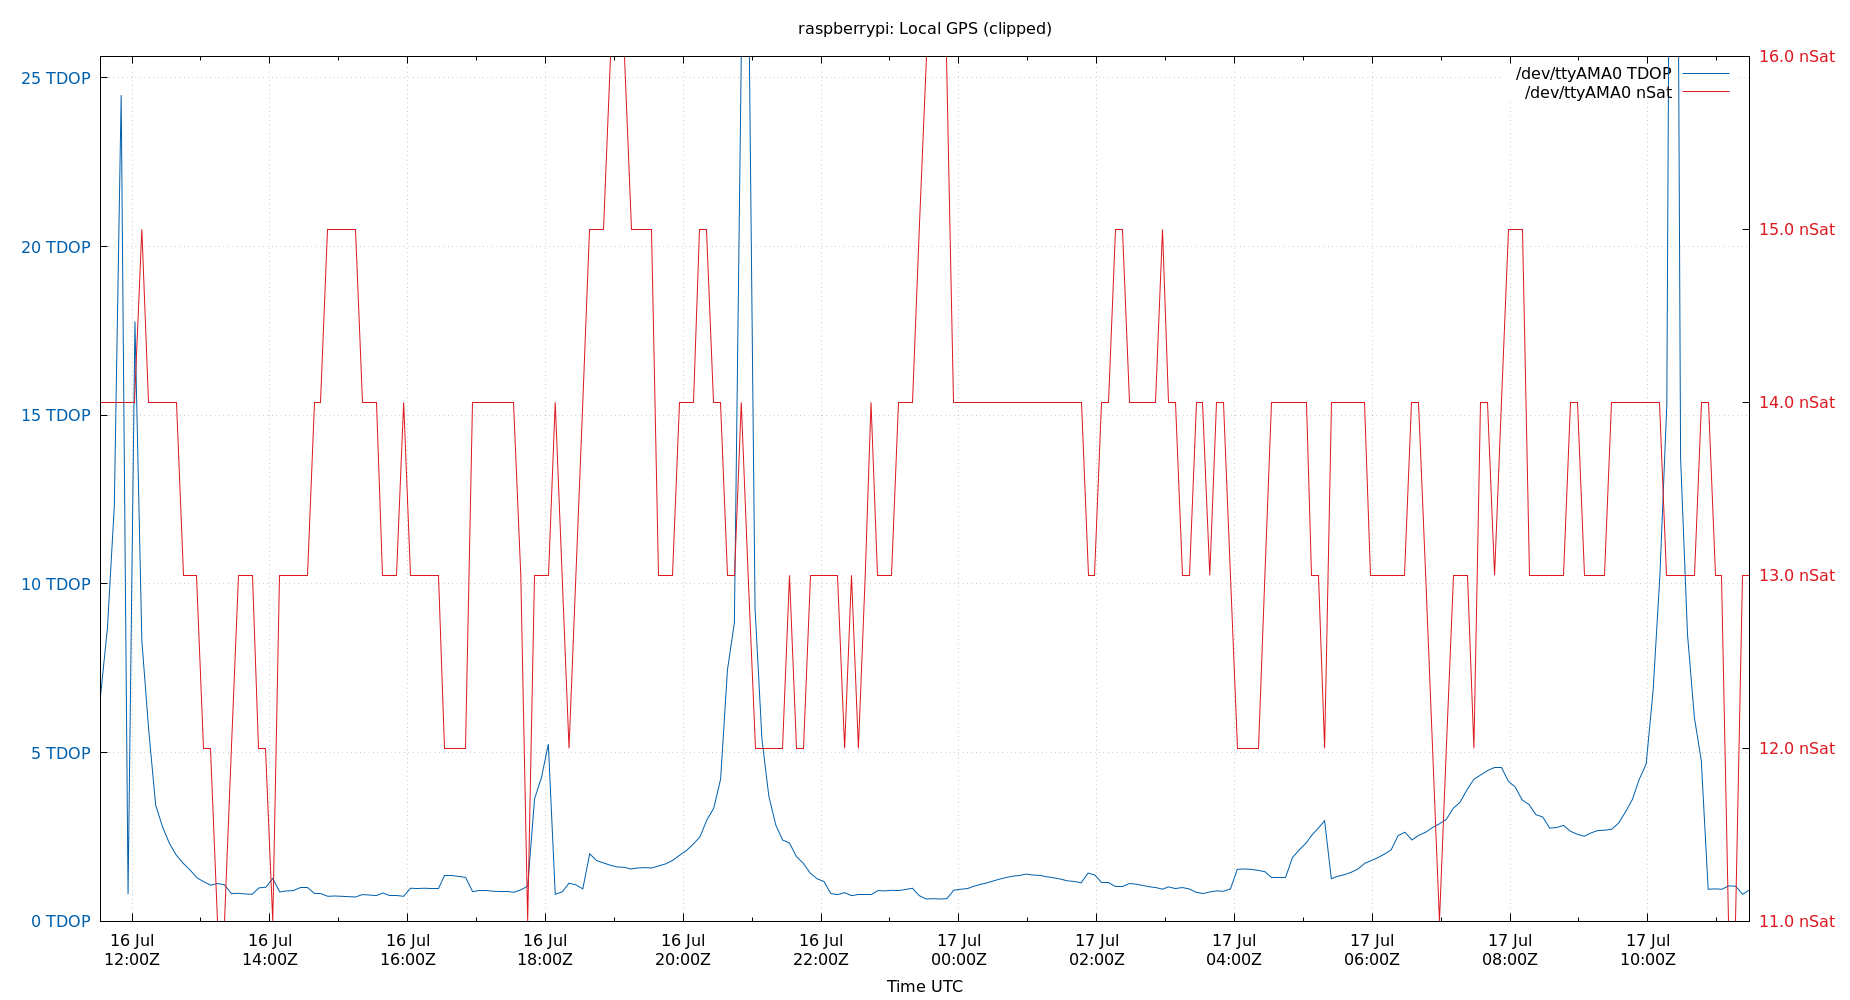 raspberrypi: Local GPS (clipped)
25 TDOP
20 TDOP
15 TDOP
10 TDOP
5 TDOP
0 TDOP
16.0 nSat
15.0 nSat
14.0 nSat
13.0 nSat
12.0 nSat
11.0 nSat
/dev/ttyAMA0 TDOP
/dev/ttyAMA0 nSat
16 Jul
12:00Z
16 Jul
14:00Z
16 Jul
16:00Z
16 Jul
18:00Z
16 Jul
20:00Z
16 Jul
22:00Z
17 Jul
00:00Z
17 Jul
02:00Z
17 Jul
04:00Z
17 Jul
06:00Z
17 Jul
08:00Z
17 Jul
10:00Z
Time UTC